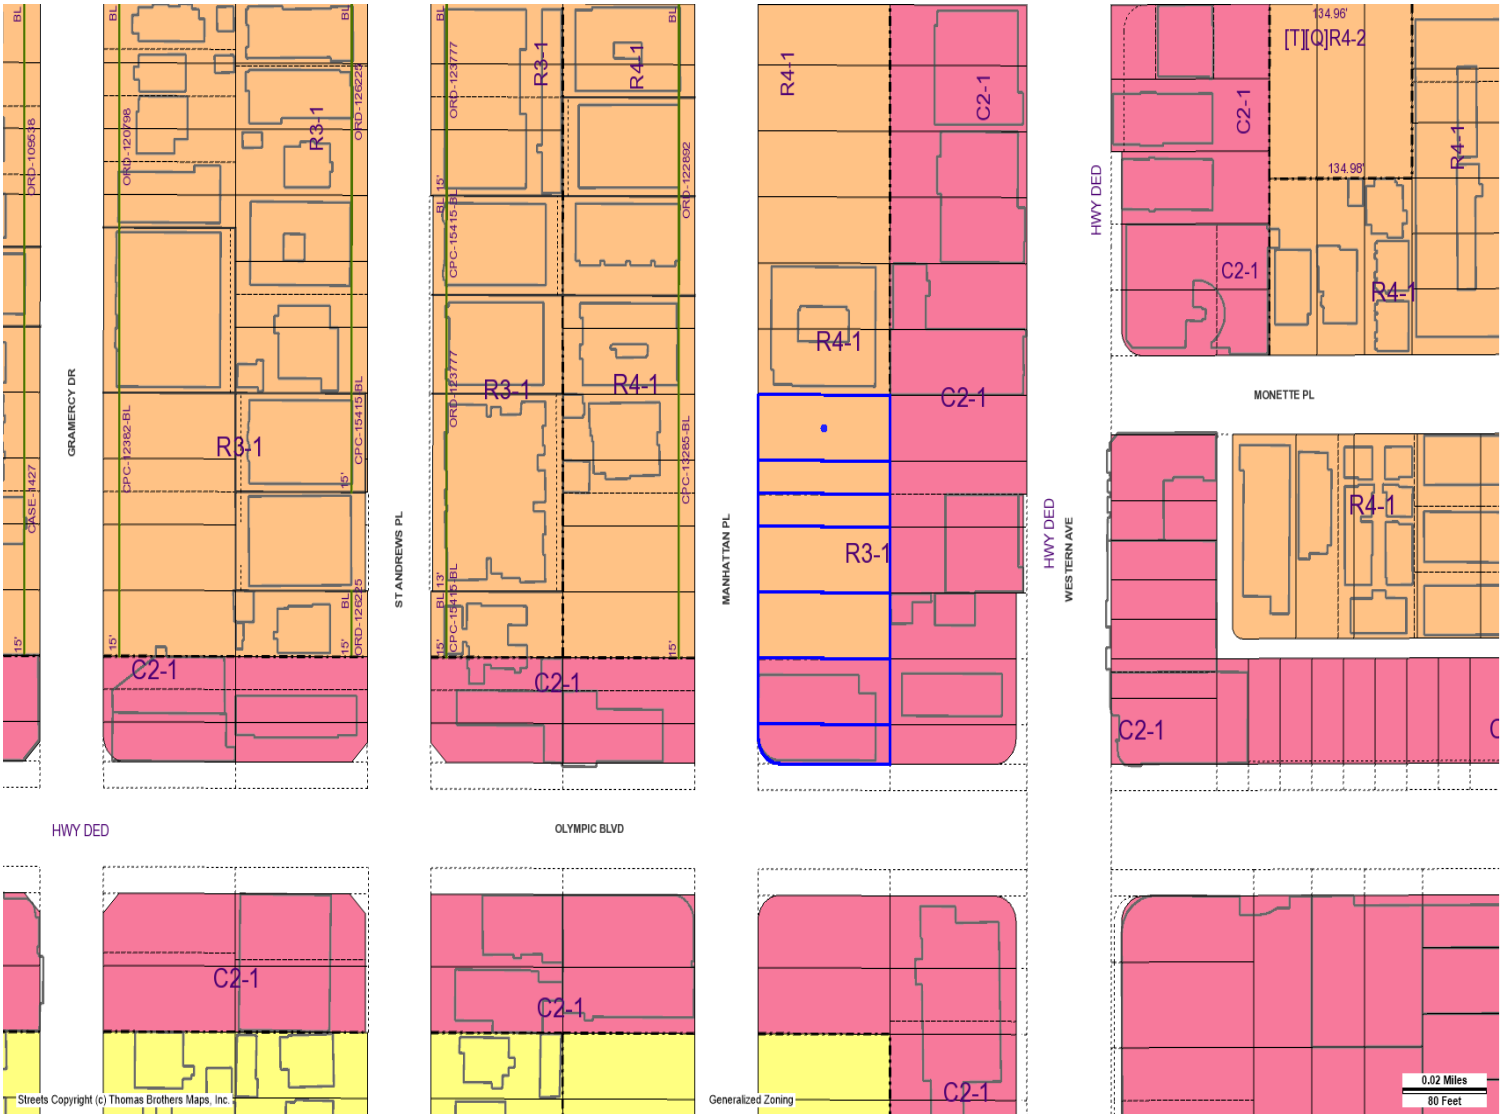 BL
BL
BL
BL
134.96'
[T][Q]R4-2
R3-1
R4-1
R4-1
C2-1
C2-1
R4-1
ORD-109538
ORD-120798
R3-1
ORD-126225
ORD-123777
ORD-122892
15'
BL
CPC-15415-BL
134.98'
HWY DED
C2-1
R4-1
R4-1
GRAMERCY DR
ORD-123777
R3-1
R4-1
C2-1
MONETTE PL
CPC-12382-BL
R3-1
CPC-15415-BL
15'
CPC-13285-BL
CASE-1427
ST ANDREWS PL
MANHATTAN PL
R3-1
HWY DED
WESTERN AVE
R4-1
BL 13'
CPC-15415-BL
BL
ORD-126225
15'
15'
15'
15'
15'
C2-1
C2-1
C2-1
HWY DED
OLYMPIC BLVD
C2-1
C2-1
C2-1
Streets Copyright (c) Thomas Brothers Maps, Inc.
Generalized Zoning
0.02 Miles
80 Feet